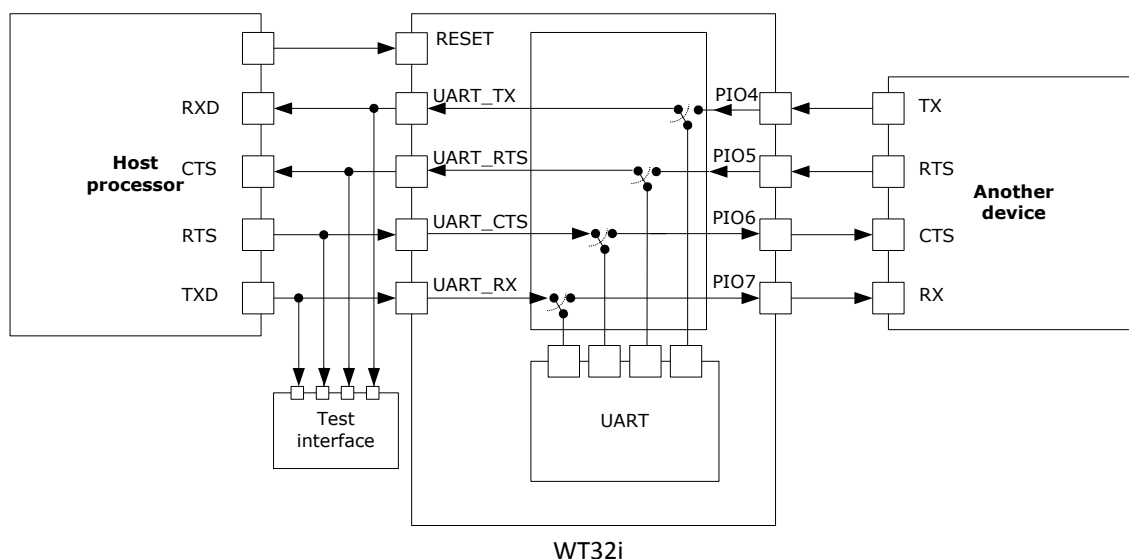 RESET
RXD
UART_TX
PIO4
TX
Host
processor
CTS
UART_RTS
PIO5
RTS
Another
device
RTS
UART_CTS
PIO6
CTS
TXD
UART_RX
PIO7
RX
Test
interface
UART
WT32i